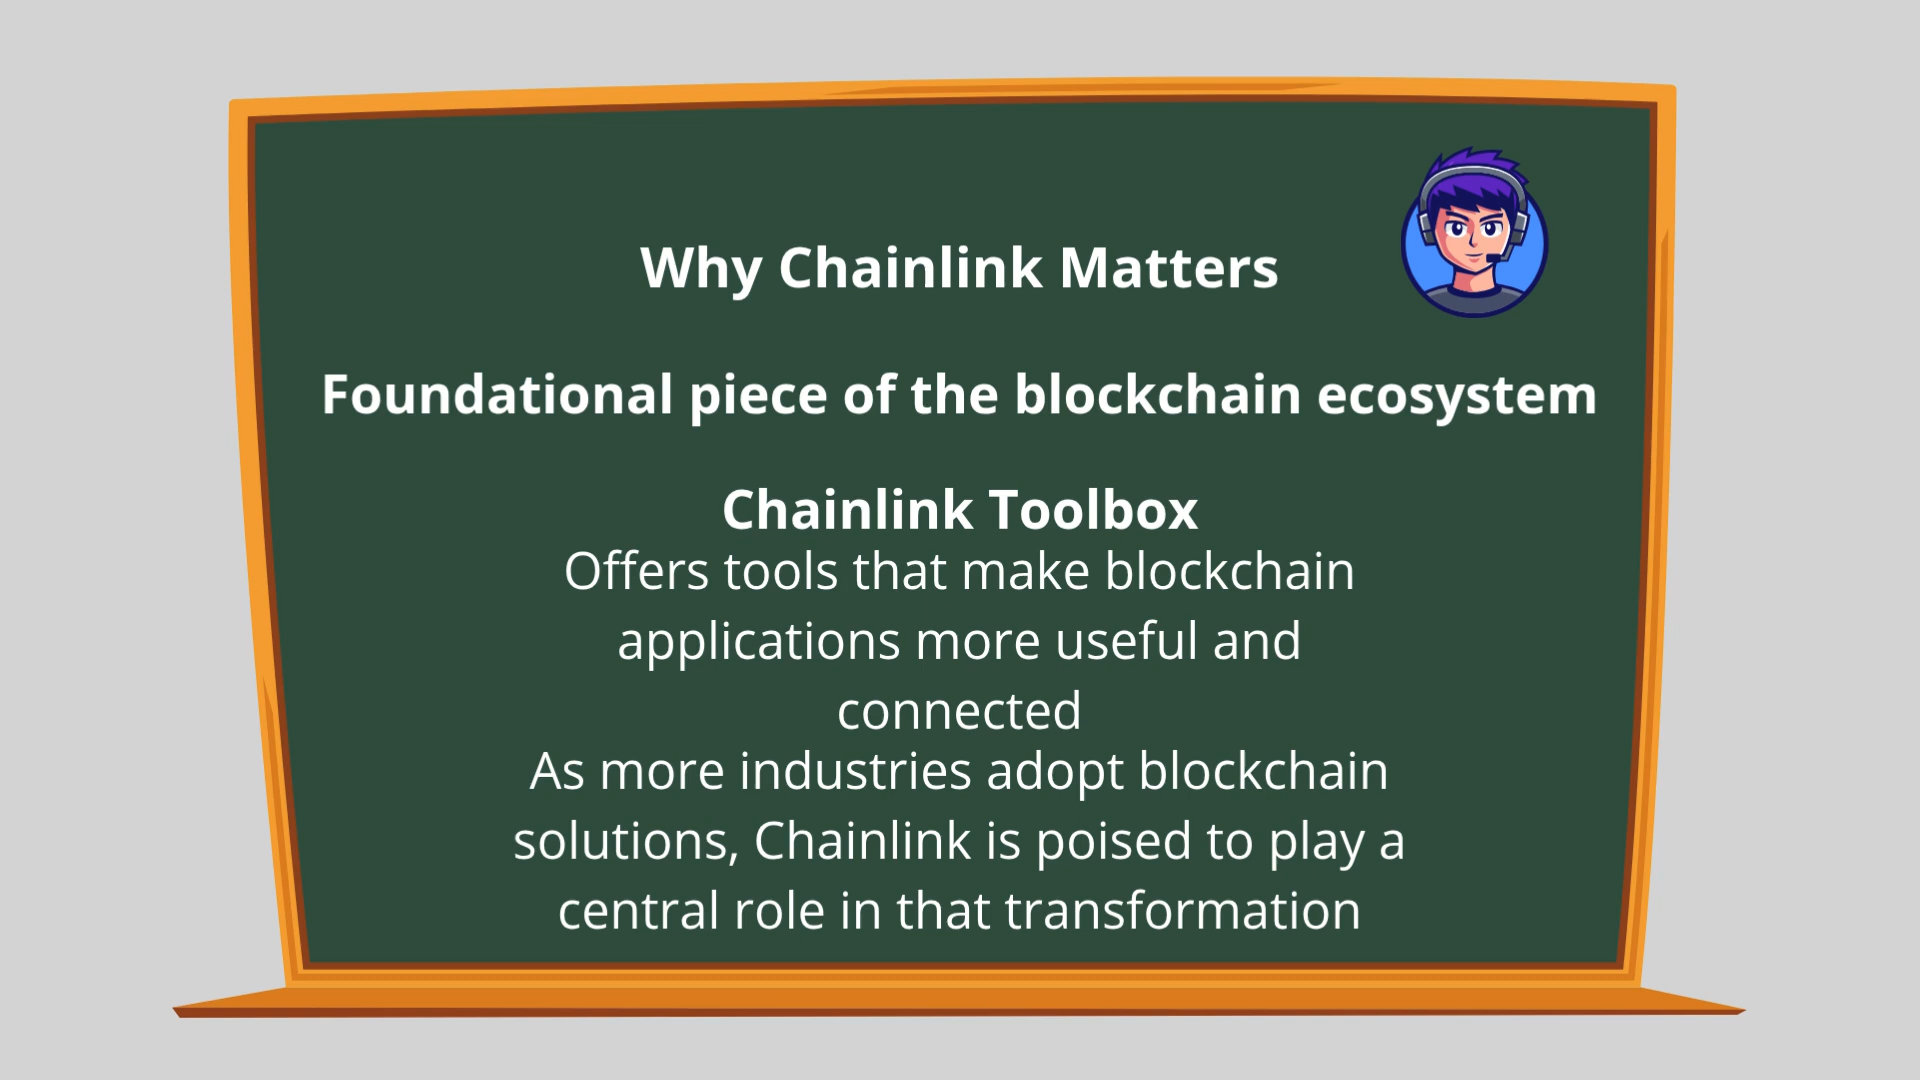 Why Chainlink Matters
Foundational piece of the blockchain ecosystem
Chainlink Toolbox
Offers tools that make blockchain
applications more useful and
connected
As more industries adopt blockchain
solutions, Chainlink is poised to play a
central role in that transformation